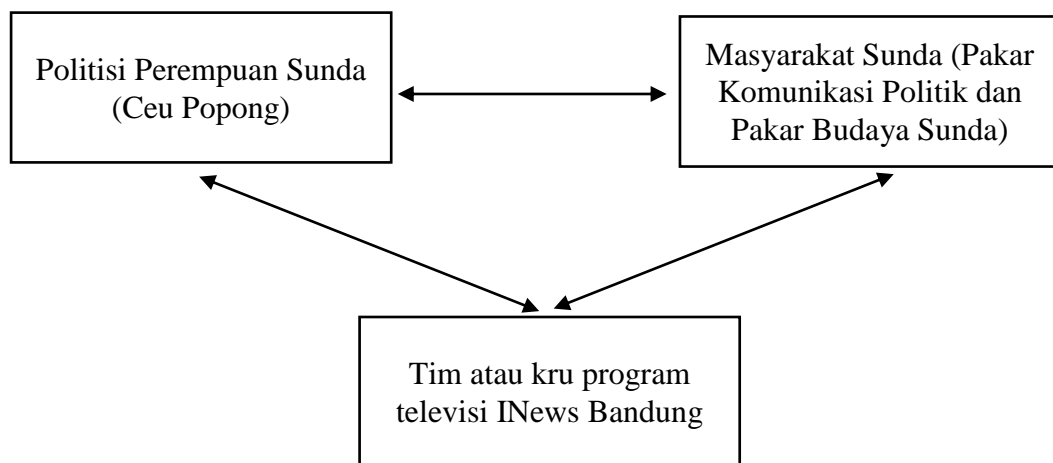 Politisi Perempuan Sunda
(Ceu Popong)
Masyarakat Sunda (Pakar
Komunikasi Politik dan
Pakar Budaya Sunda)
Tim atau kru program
televisi INews Bandung